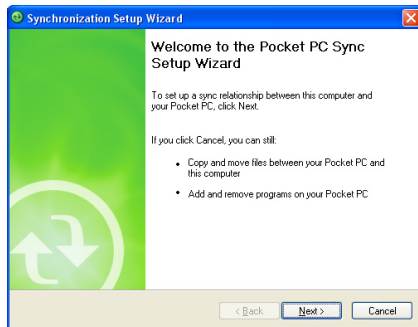 Synchronization Setup Wizard
Welcome to the Pocket PC Sync
Setup Wizard
To set up a sync relationship between this computer and
your Pocket PC, click Next.
If you click Cancel, you can still:
• Copy and move files between your Pocket PC and
this computer
• Add and remove programs on your Pocket PC
< Back Next > Cancel